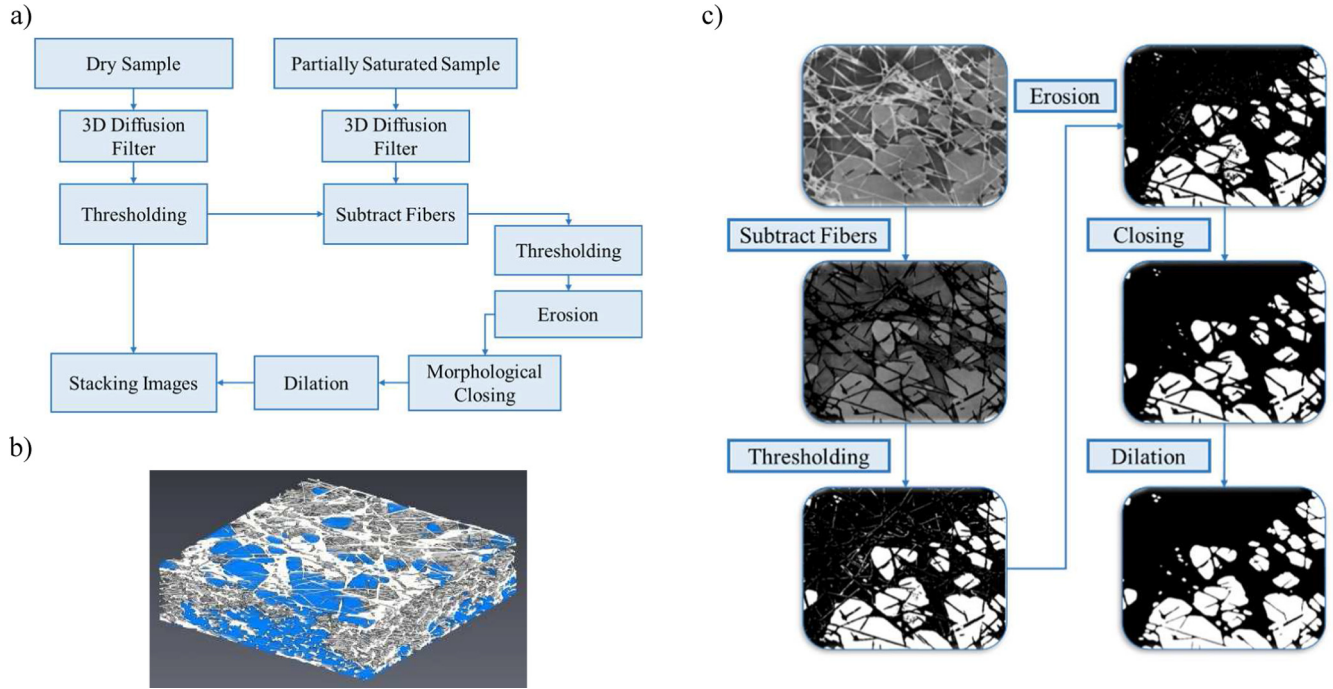 a)
Dry Sample
Partially Saturated Sample
3D Diffusion
Filter
3D Diffusion
Filter
Thresholding
Subtract Fibers
Thresholding
Erosion
Stacking Images
Dilation
Morphological
Closing
b)
c)
Erosion
Subtract Fibers
Closing
Thresholding
Dilation